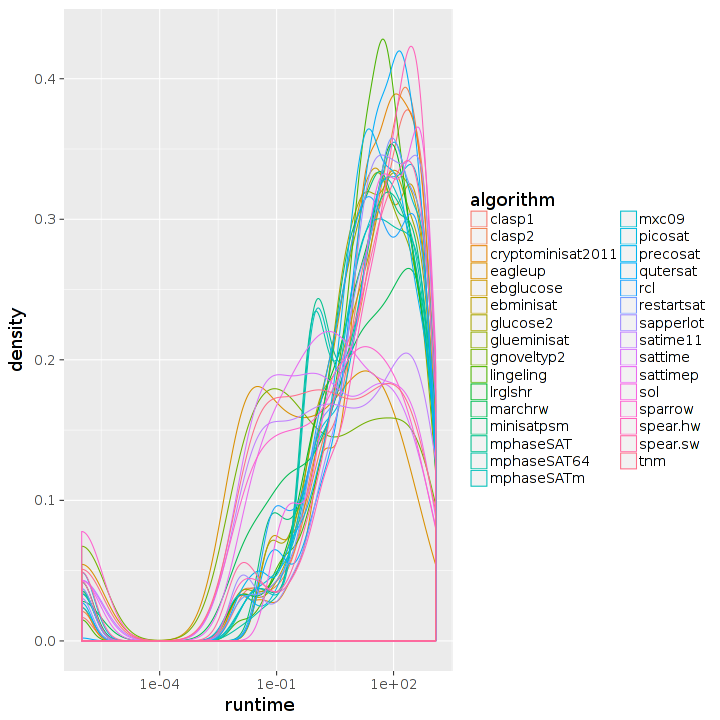 0.4
0.3
0.2
0.1
0.0
density
1e-04
1e-01
1e+02
runtime
algorithm
clasp1
clasp2
cryptominisat2011
eagleup
ebglucose
ebminisat
glucose2
glueminisat
gnoveltyp2
lingeling
lrglshr
marchrw
minisatpsm
mphaseSAT
mphaseSAT64
mphaseSATm
mxc09
picosat
precosat
qutersat
rcl
restartsat
sapperlot
satime11
sattime
sattimep
sol
sparrow
spear.hw
spear.sw
tnm